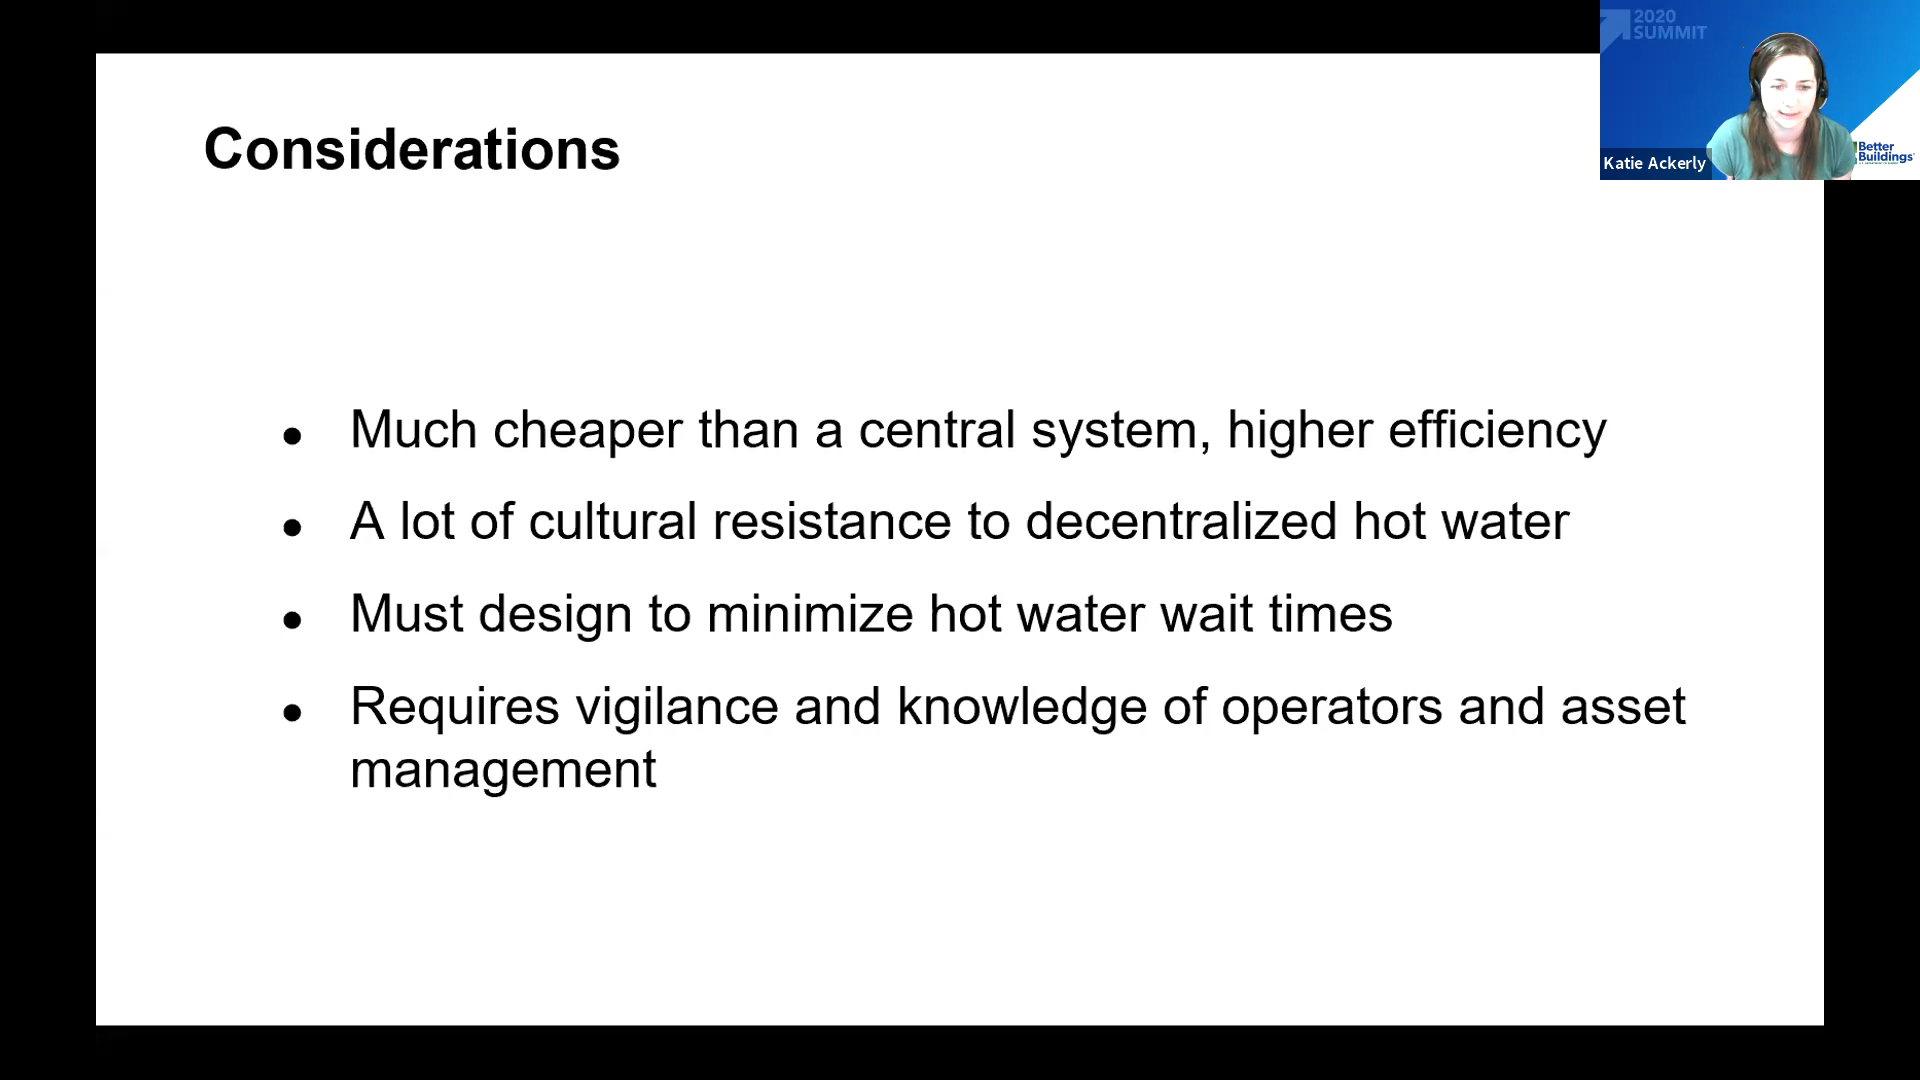 2020
SUMMIT
Better
Buildings
Katie Ackerly
Considerations
● Much cheaper than a central system, higher efficiency
● A lot of cultural resistance to decentralized hot water
● Must design to minimize hot water wait times
● Requires vigilance and knowledge of operators and asset
management